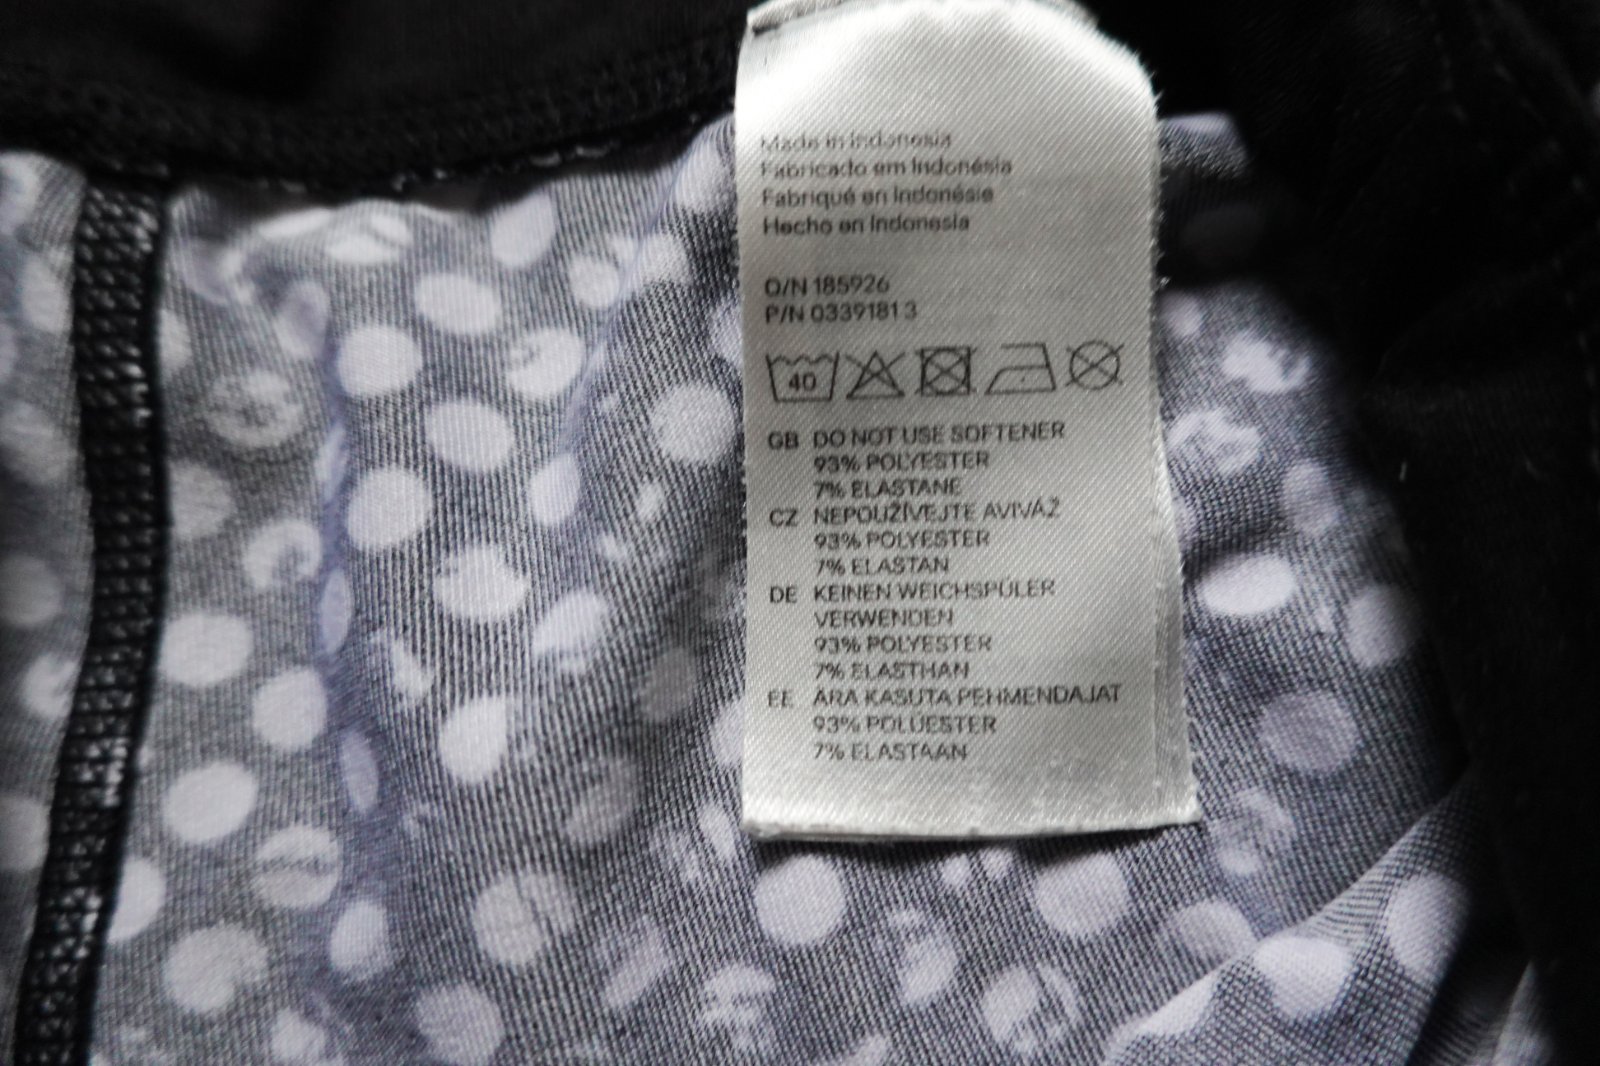 Made in Indonesia
Fabricado em Indonésia
Fabriqué en Indonésie
Hecho en Indonesia
O/N 185926
P/N 0339181 3
40
GB DO NOT USE SOFTENER
93% POLYESTER
7% ELASTANE
CZ NEPOUŽÍVEJTE AVIVÁŽ
93% POLYESTER
7% ELASTAN
DE KEINEN WEICHSPÜLER
VERWENDEN
93% POLYESTER
7% ELASTHAN
EE ÄRA KASUTA PEHMENDAJAT
93% POLÜESTER
7% ELASTAAN